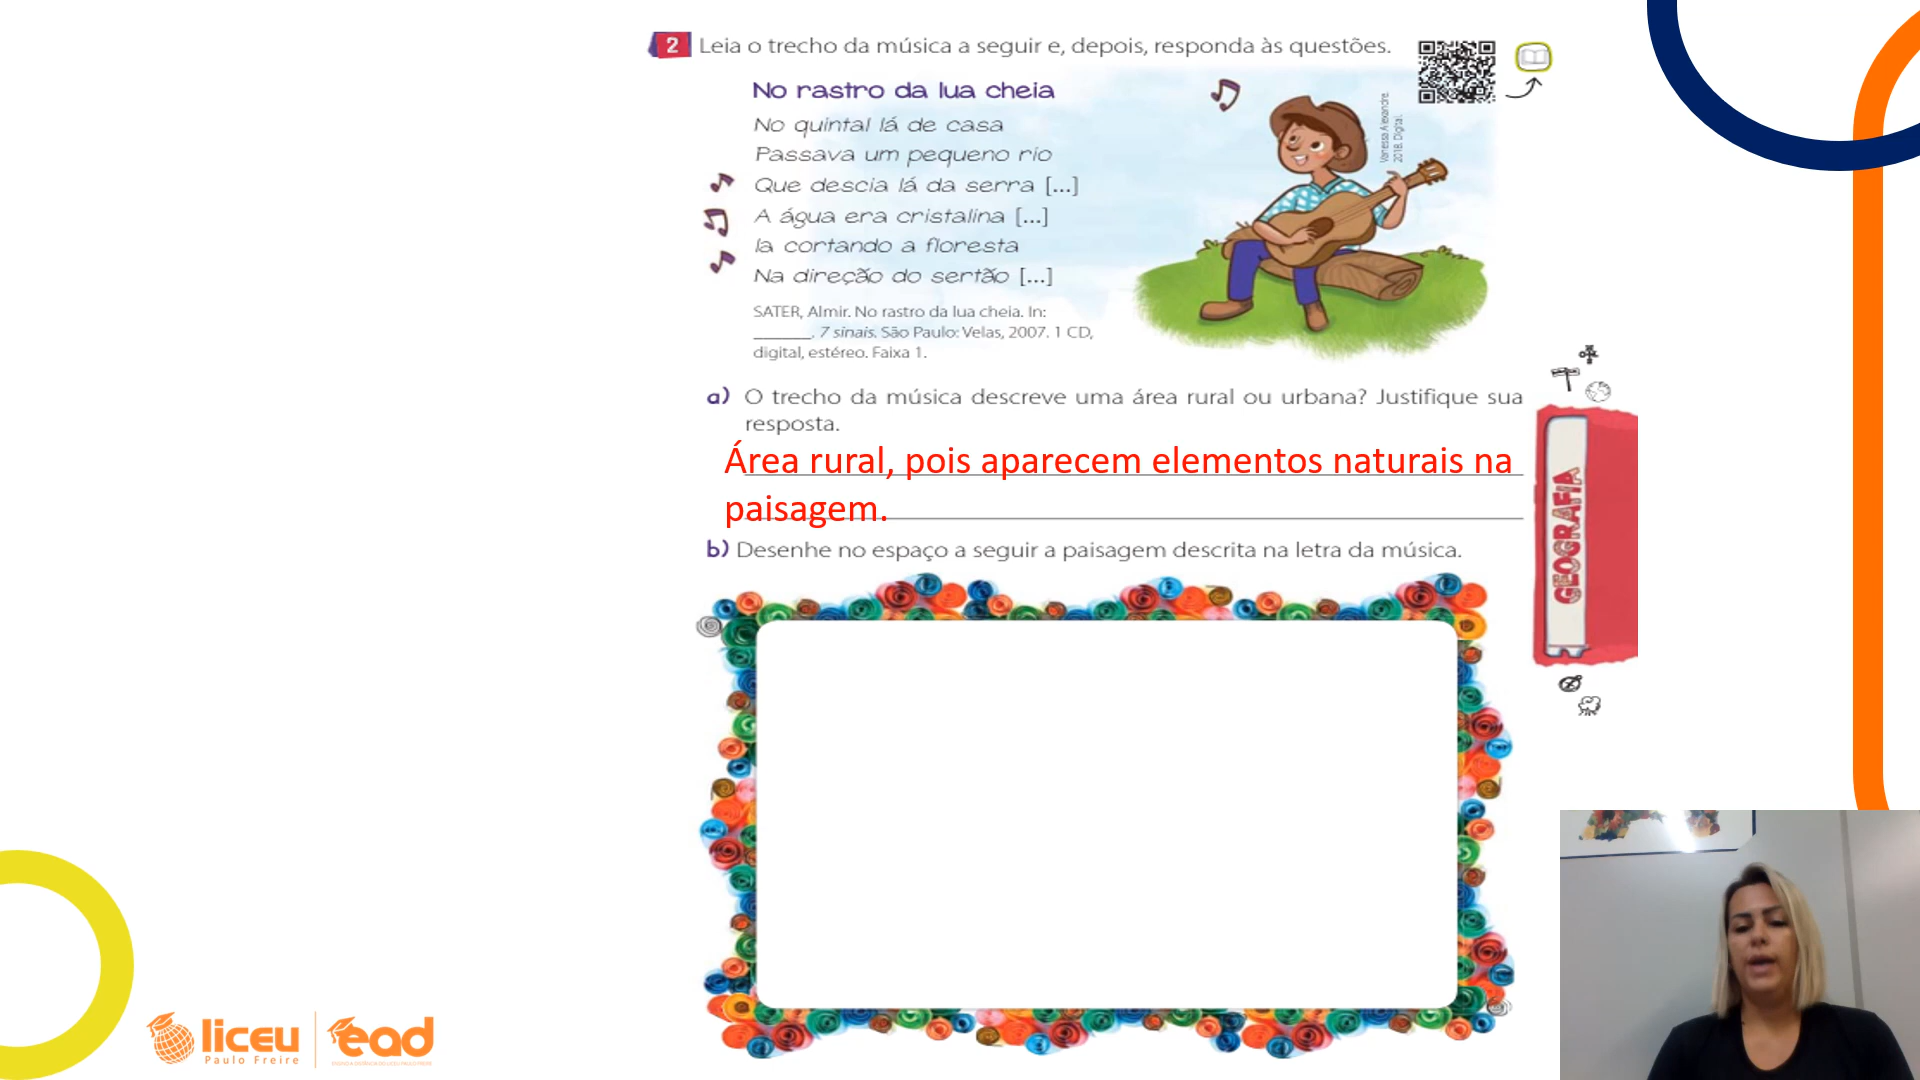 2 Leia o trecho da música a seguir e, depois, responda às questões.
No rastro da lua cheia
No quintal lá de casa
Passava um pequeno rio
Que descia lá da serra [...]
A água era cristalina [...]
Ia cortando a floresta
Na direção do sertão [...]
SATER, Almir. No rastro da lua cheia. In:
______. 7 sinais. São Paulo: Velas, 2007. 1 CD,
digital, estéreo. Faixa 1.
Vanessa Alexandre.
2018. Digital.
a) O trecho da música descreve uma área rural ou urbana? Justifique sua
resposta.
Área rural, pois aparecem elementos naturais na
paisagem.
b) Desenhe no espaço a seguir a paisagem descrita na letra da música.
GEOGRAFIA
liceu
Paulo Freire
ead